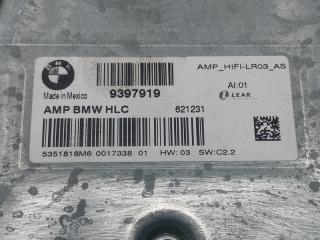 BMW
AMP_HIFI-LR03_AS
Made in Mexico 9397919 AI:01
LEAR
AMP BMW HLC 621231
5351818M6 0017338 01 HW: 03 SW:C2.2